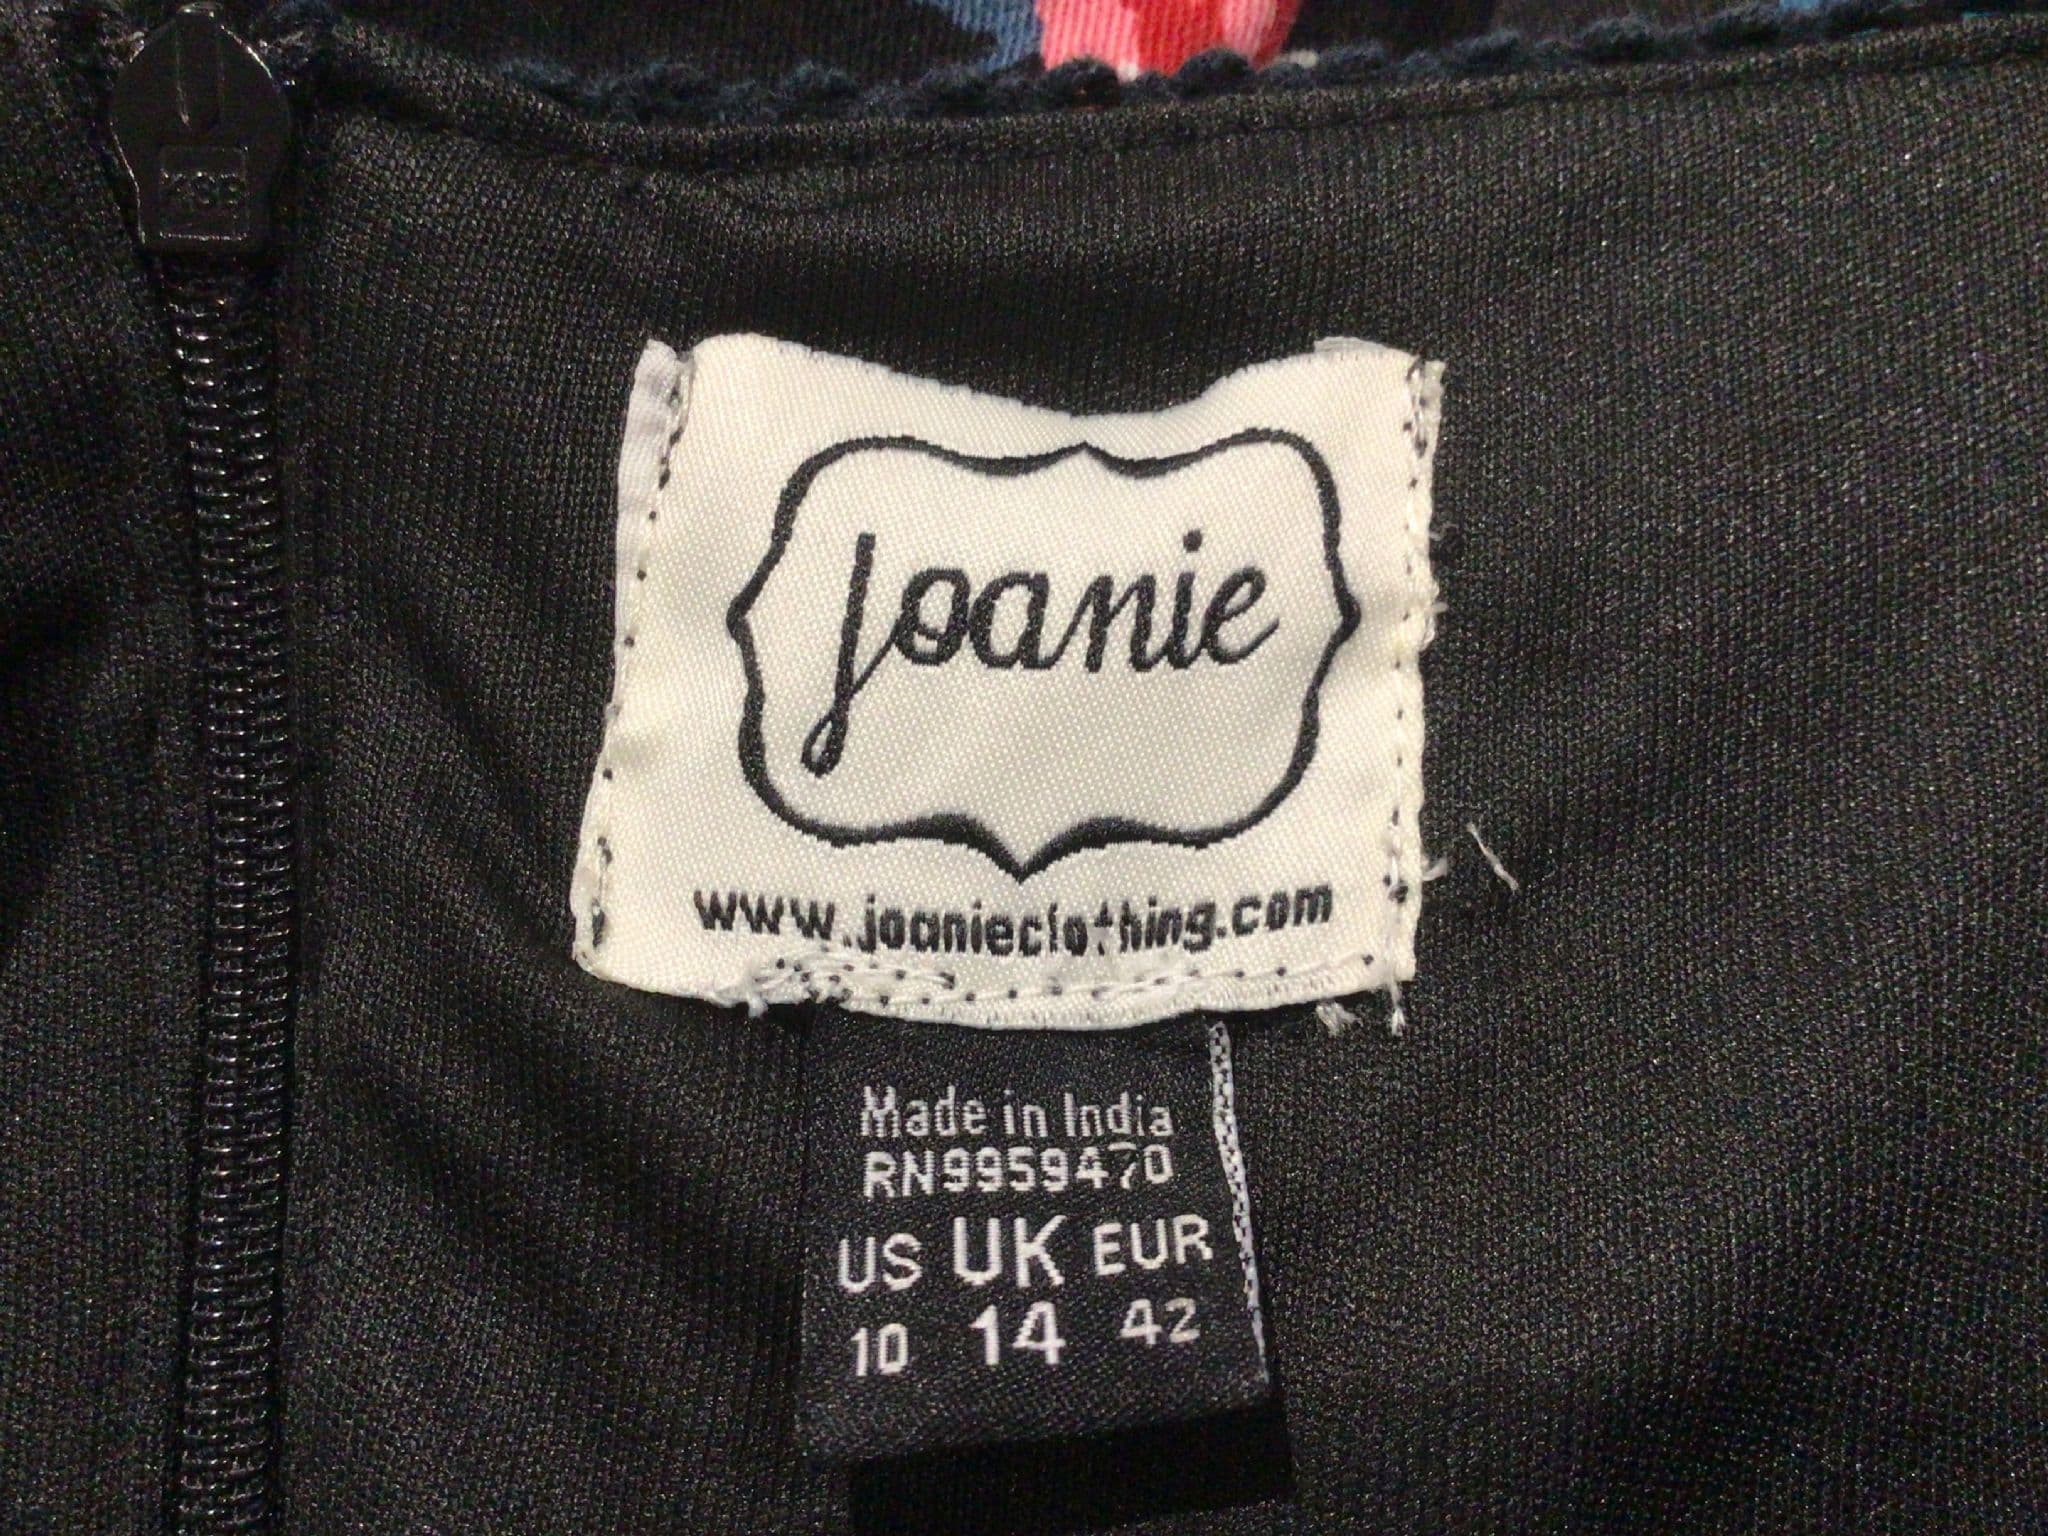 Joanie
www.joanieclothing.com
Made in India
RN9959470
US UK EUR
10 14 42